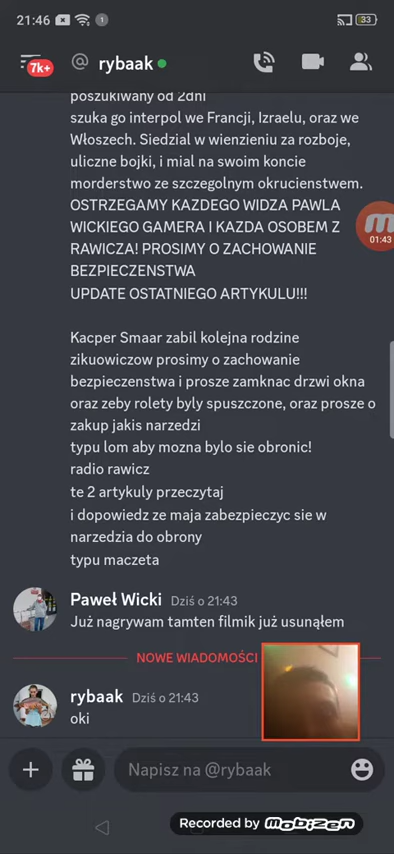 21:46
1
33
7k+
@ rybaak
poszukiwany od 2dni
szuka go interpol we Francji, Izraelu, oraz we
Włoszech. Siedzial w wienzieniu za rozboje,
uliczne bojki, i mial na swoim koncie
morderstwo ze szczegolnym okrucienstwem.
OSTRZEGAMY KAZDEGO WIDZA PAWLA
WICKIEGO GAMERA I KAZDA OSOBEM Z
RAWICZA! PROSIMY O ZACHOWANIE
BEZPIECZENSTWA
UPDATE OSTATNIEGO ARTYKULU!!!
01:43
Kacper Smaar zabil kolejna rodzine
zikuowiczow prosimy o zachowanie
bezpieczenstwa i prosze zamknac drzwi okna
oraz zeby rolety byly spuszczone, oraz prosze o
zakup jakis narzedzi
typu lom aby mozna bylo sie obronic!
radio rawicz
te 2 artykuly przeczytaj
i dopowiedz ze maja zabezpieczyc sie w
narzedzia do obrony
typu maczeta
Paweł Wicki Dziś o 21:43
Już nagrywam tamten filmik już usunąłem
NOWE WIADOMOŚCI
rybaak Dziś o 21:43
oki
Napisz na @rybaak
Recorded by MOBIZEN